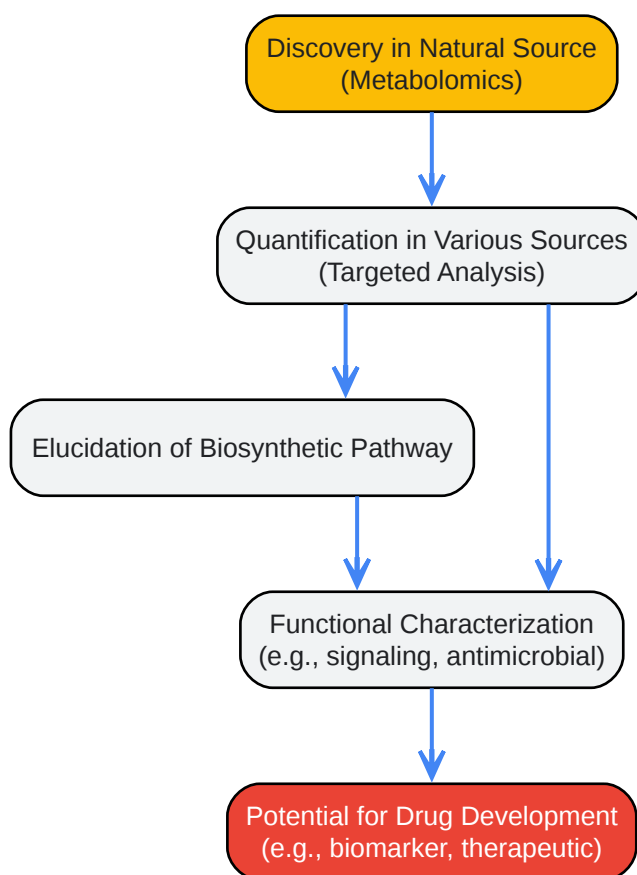 Discovery in Natural Source
(Metabolomics)
Quantification in Various Sources
(Targeted Analysis)
Elucidation of Biosynthetic Pathway
Functional Characterization
(e.g., signaling, antimicrobial)
Potential for Drug Development
(e.g., biomarker, therapeutic)